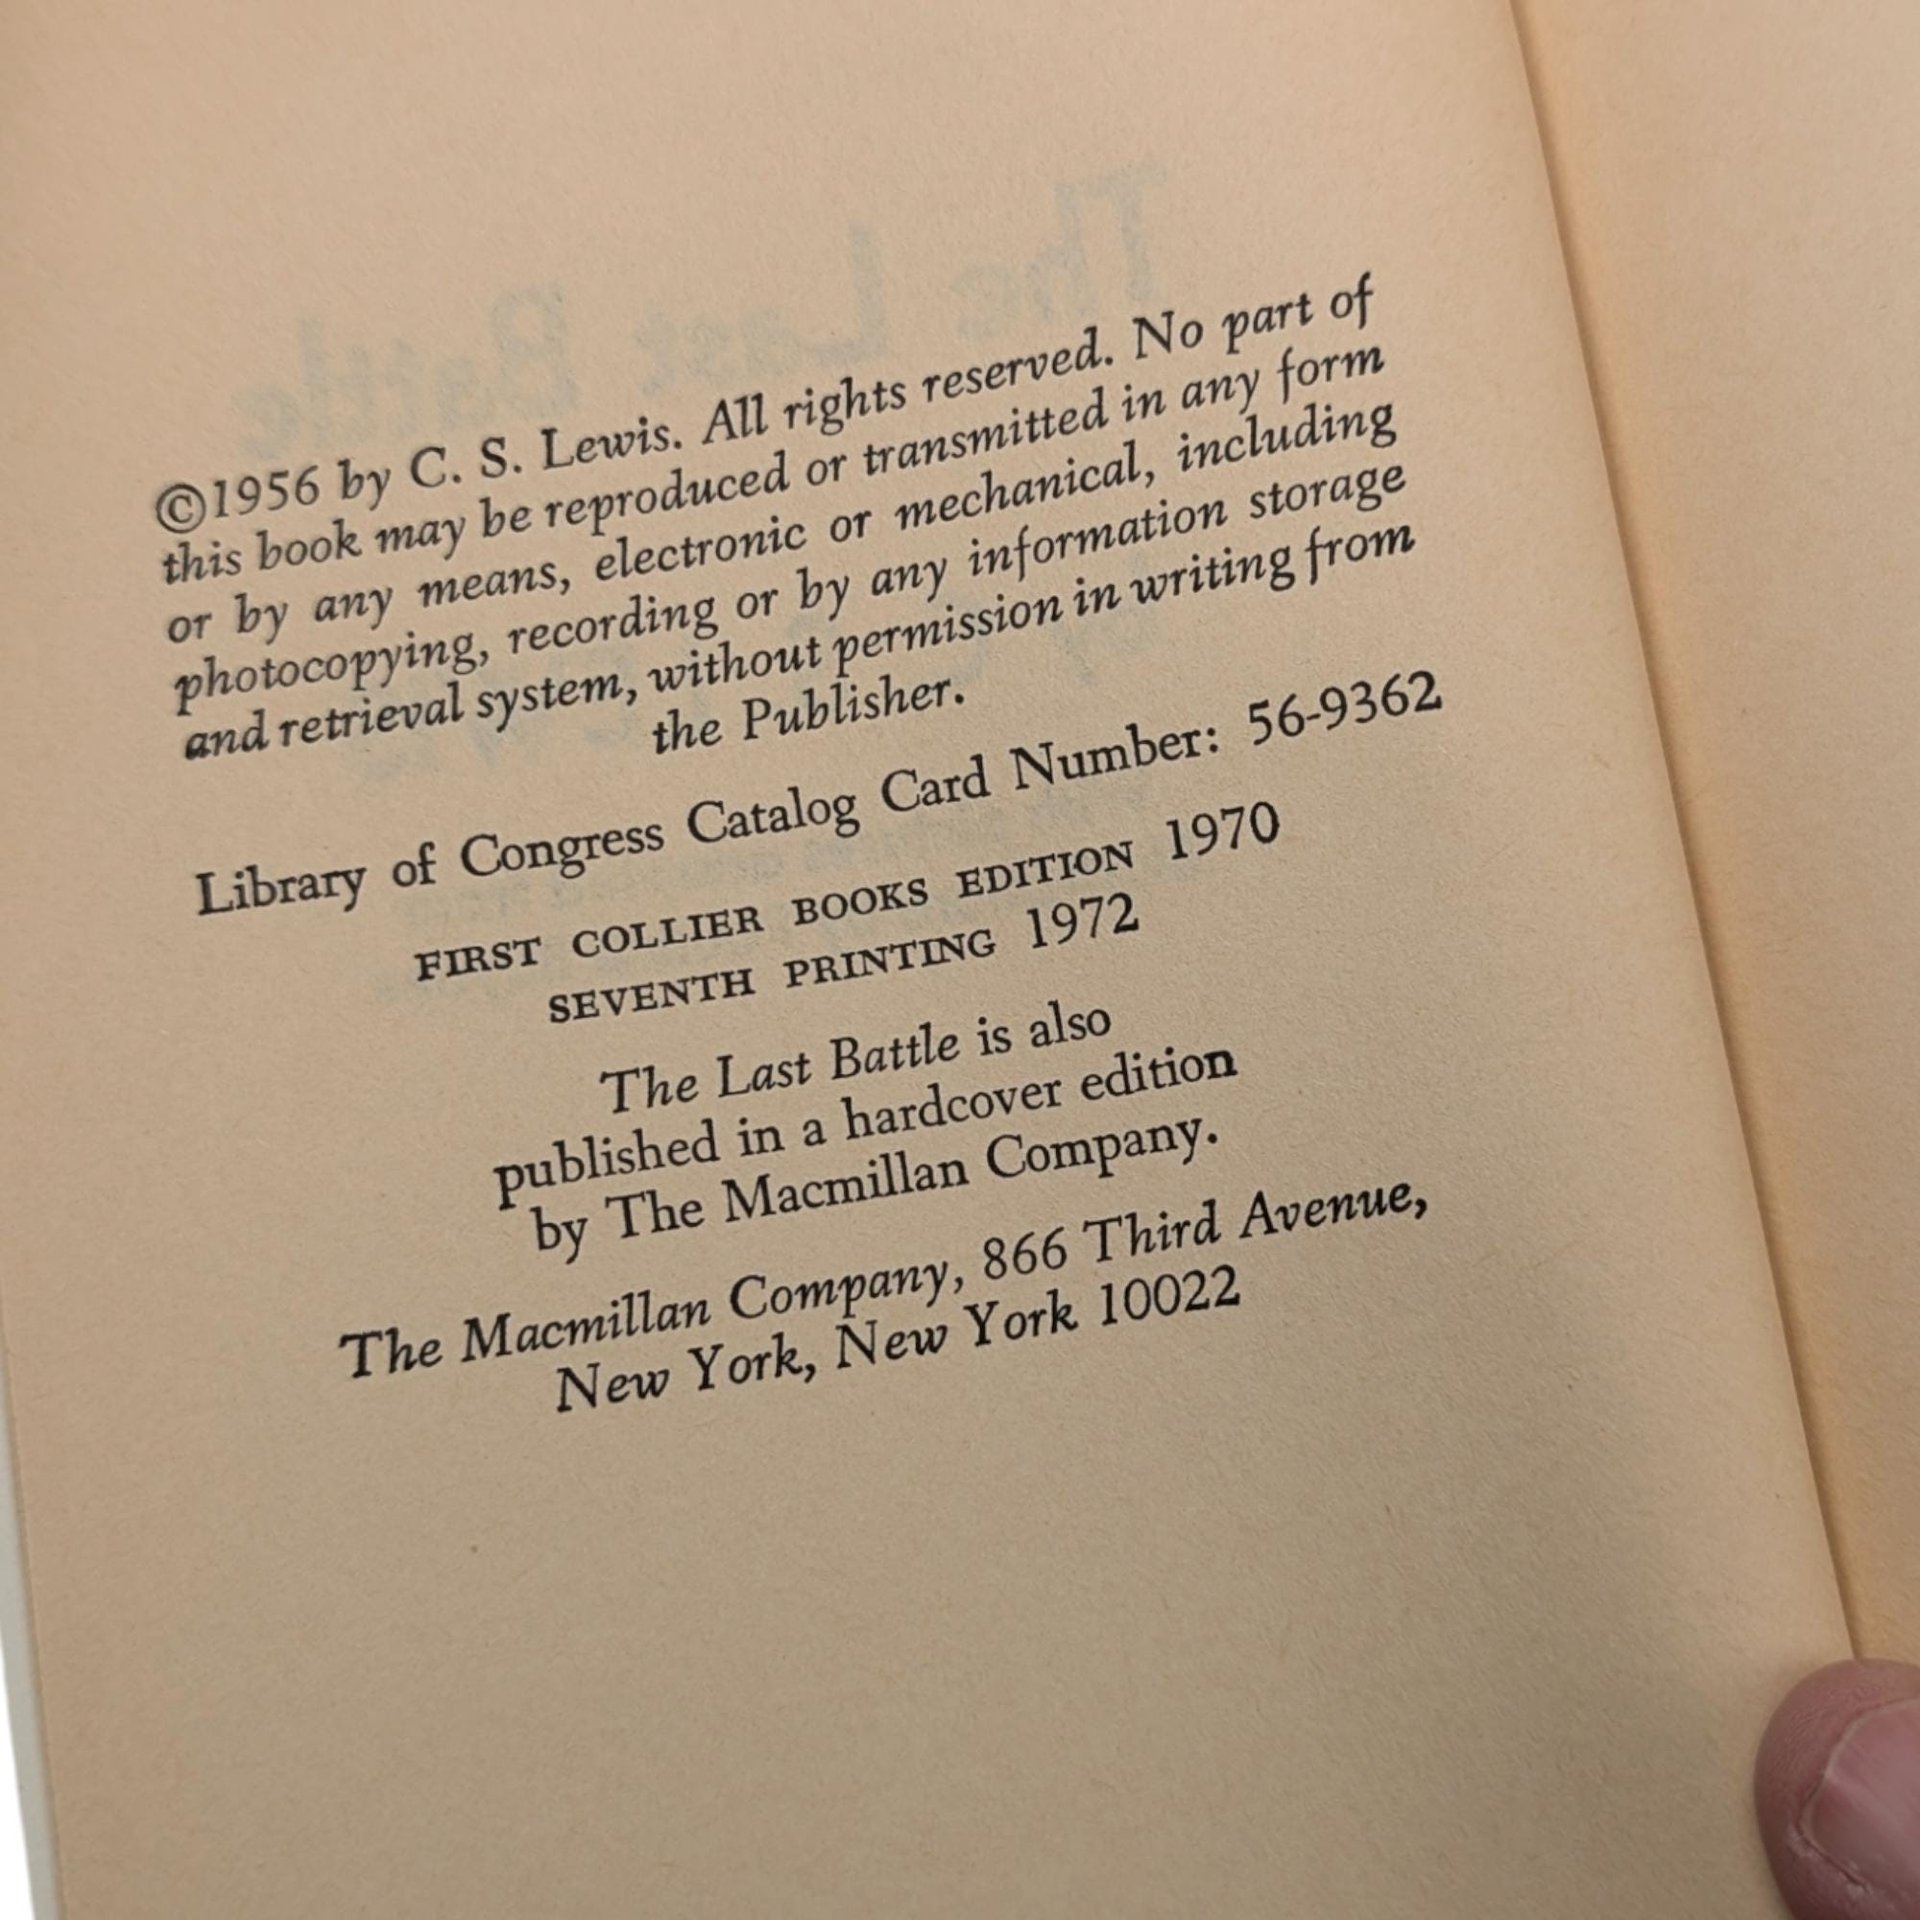 ©1956 by C. S. Lewis. All rights reserved. No part of
this book may be reproduced or transmitted in any form
or by any means, electronic or mechanical, including
photocopying, recording or by any information storage
and retrieval system, without permission in writing from
the Publisher.
Library of Congress Catalog Card Number: 56-9362
FIRST COLLIER BOOKS EDITION 1970
SEVENTH PRINTING 1972
The Last Battle is also
published in a hardcover edition
by The Macmillan Company.
The Macmillan Company, 866 Third Avenue,
New York, New York 10022